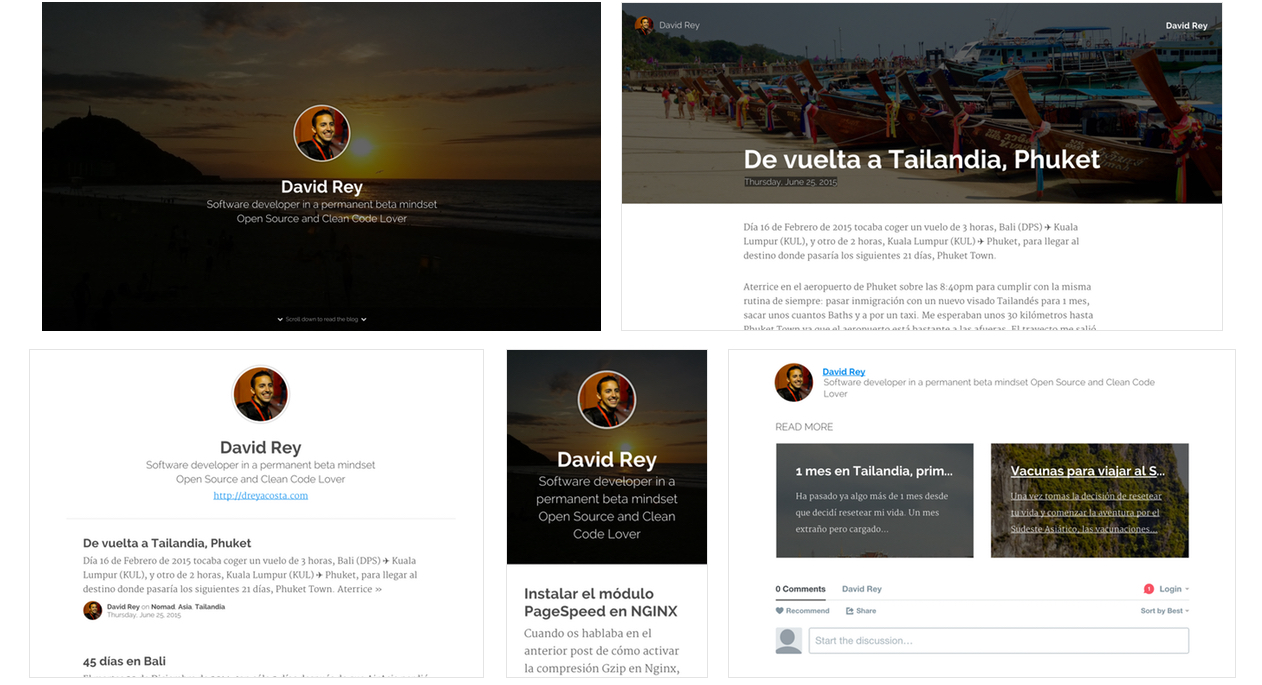 David Rey
Software developer in a permanent beta mindset
Open Source and Clean Code Lover
Scroll down to read the blog
David Rey
David Rey
De vuelta a Tailandia, Phuket
Thursday, June 25, 2015
Día 16 de Febrero de 2015 tocaba coger un vuelo de 3 horas, Bali (DPS) ✈ Kuala
Lumpur (KUL), y otro de 2 horas, Kuala Lumpur (KUL) ✈ Phuket, para llegar al
destino donde pasaría los siguientes 21 días, Phuket Town.
Aterrice en el aeropuerto de Phuket sobre las 8:40pm para cumplir con la misma
rutina de siempre: pasar inmigración con un nuevo visado Tailandés para 1 mes,
sacar unos cuantos Baths y a por un taxi. Me esperaban unos 30 kilómetros hasta
Phuket Town ya que el aeropuerto está bastante a las afueras. El trayecto me salió
David Rey
Software developer in a permanent beta mindset
Open Source and Clean Code Lover
http://dreyacosta.com
De vuelta a Tailandia, Phuket
Día 16 de Febrero de 2015 tocaba coger un vuelo de 3 horas, Bali (DPS) ✈ Kuala
Lumpur (KUL), y otro de 2 horas, Kuala Lumpur (KUL) ✈ Phuket, para llegar al
destino donde pasaría los siguientes 21 días, Phuket Town. Aterrice »
David Rey on Nomad, Asia, Tailandia
Thursday, June 25, 2015
45 días en Bali
David Rey
Software developer in a
permanent beta mindset
Open Source and Clean
Code Lover
Instalar el módulo
PageSpeed en NGINX
Cuando os hablaba en el
anterior post de cómo activar
la compresión Gzip en Nginx,
David Rey
Software developer in a permanent beta mindset Open Source and Clean Code
Lover
READ MORE
1 mes en Tailandia, prim...
Ha pasado ya algo más de 1 mes desde
que decidí resetear mi vida. Un mes
extraño pero cargado...
Vacunas para viajar al S...
Una vez tomas la decisión de resetear
tu vida y comenzar la aventura por el
Sudeste Asiático, las vacunaciones...
0 Comments David Rey 1 Login
Recommend Share Sort by Best
Start the discussion...